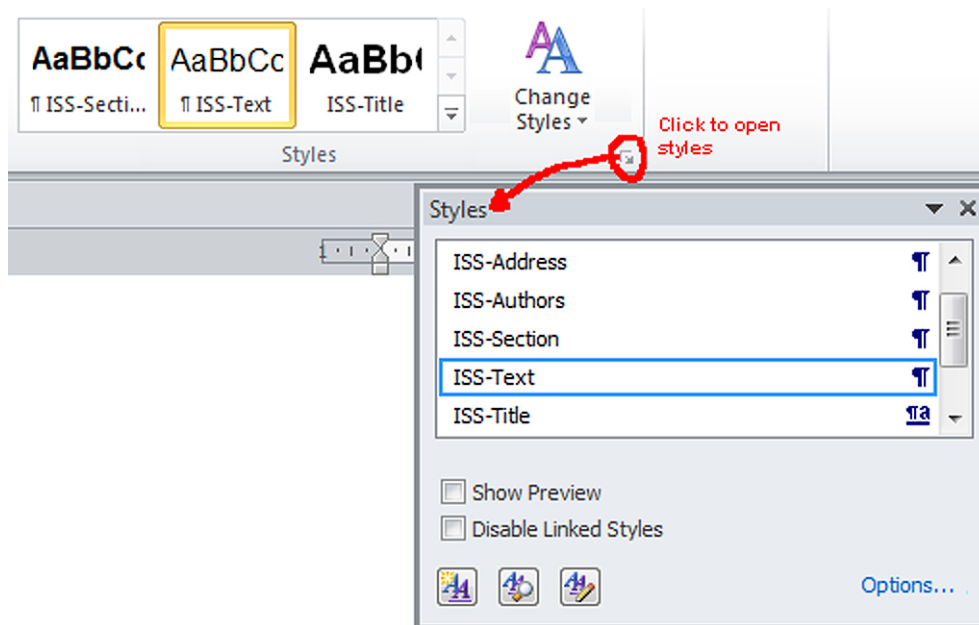 AaBbCc AaBbCc AaBb(
¶ ISS-Secti... ¶ ISS-Text ISS-Title
Change
Styles
Styles
Click to open
styles
Styles
1
ISS-Address ¶
ISS-Authors ¶
ISS-Section ¶
ISS-Text ¶
ISS-Title ¶a
Show Preview
Disable Linked Styles
Options...